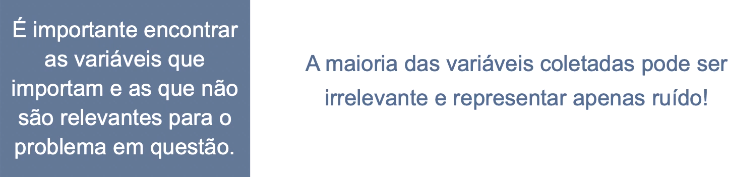 É importante encontrar
as variáveis que
importam e as que não
são relevantes para o
problema em questão.
A maioria das variáveis coletadas pode ser
irrelevante e representar apenas ruído!